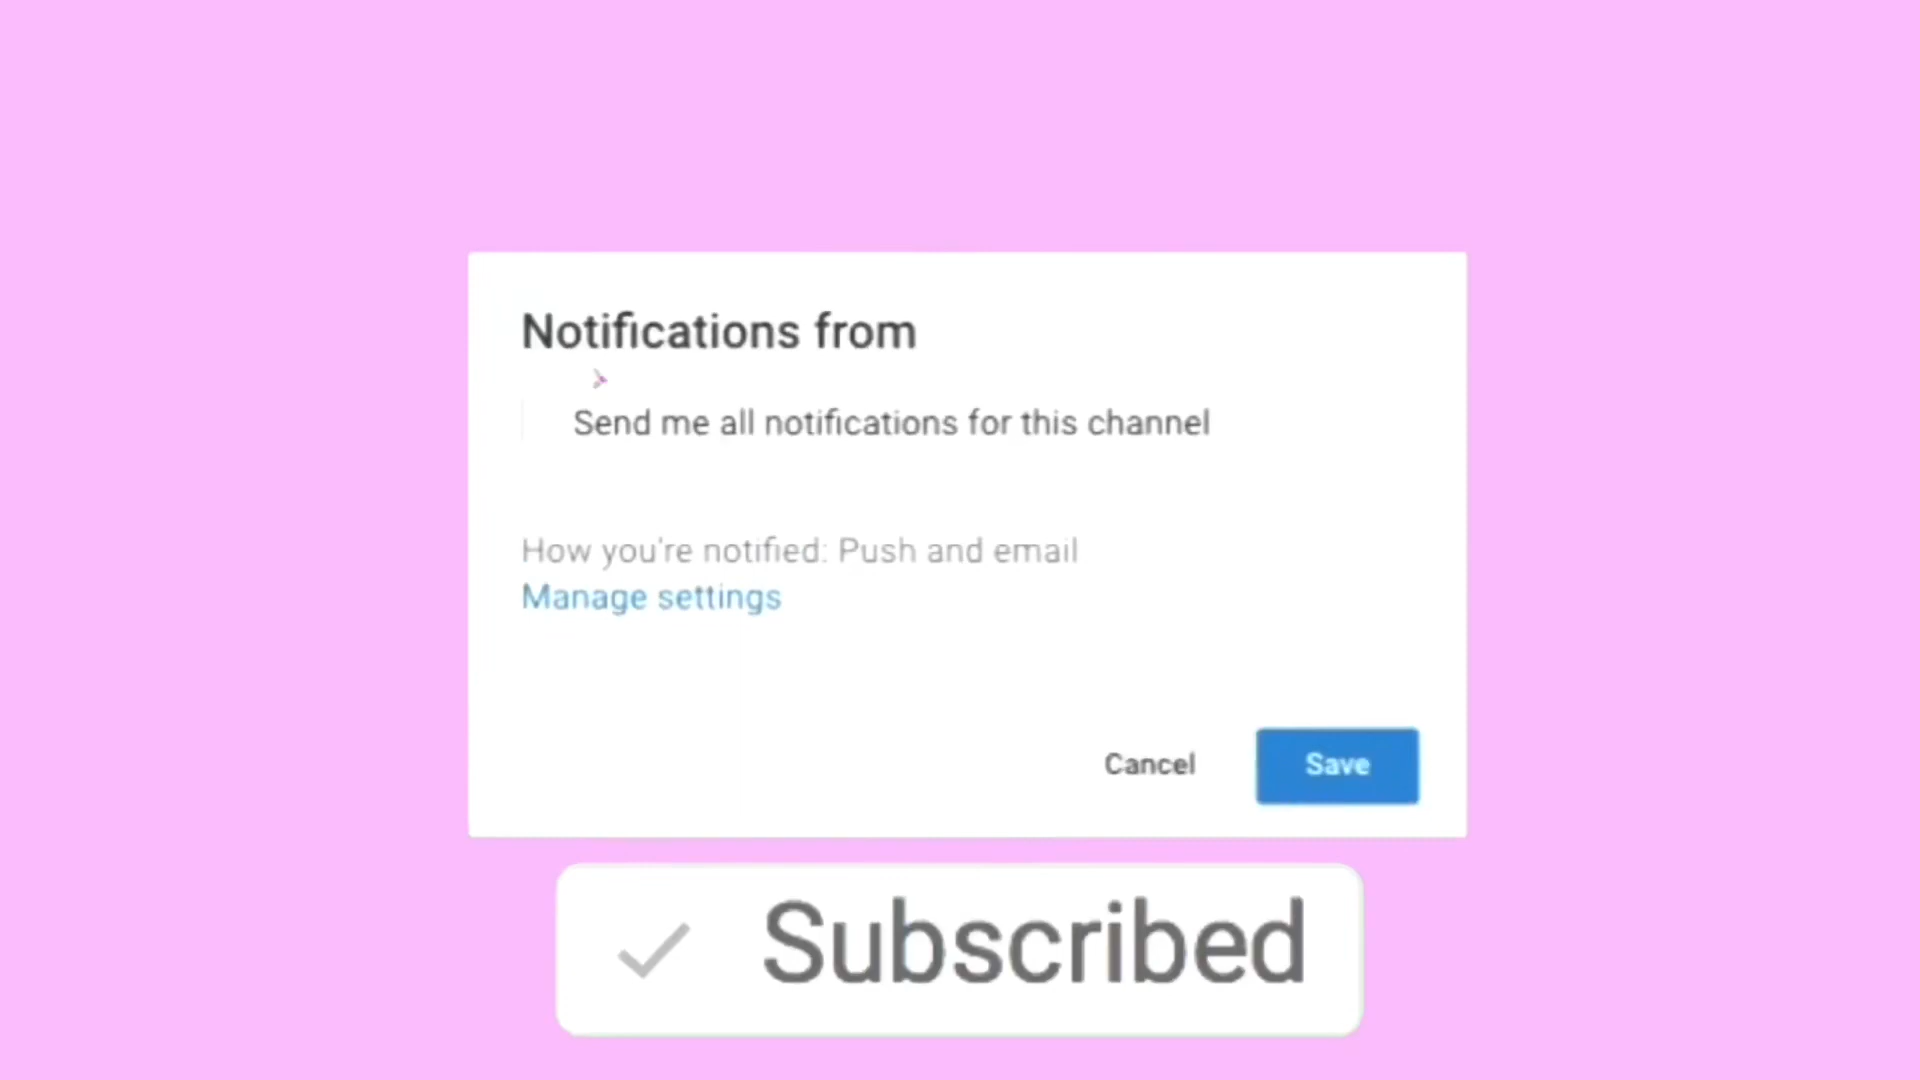 Notifications from
Send me all notifications for this channel
How you're notified: Push and email
Manage settings
Cancel
Save
Subscribed